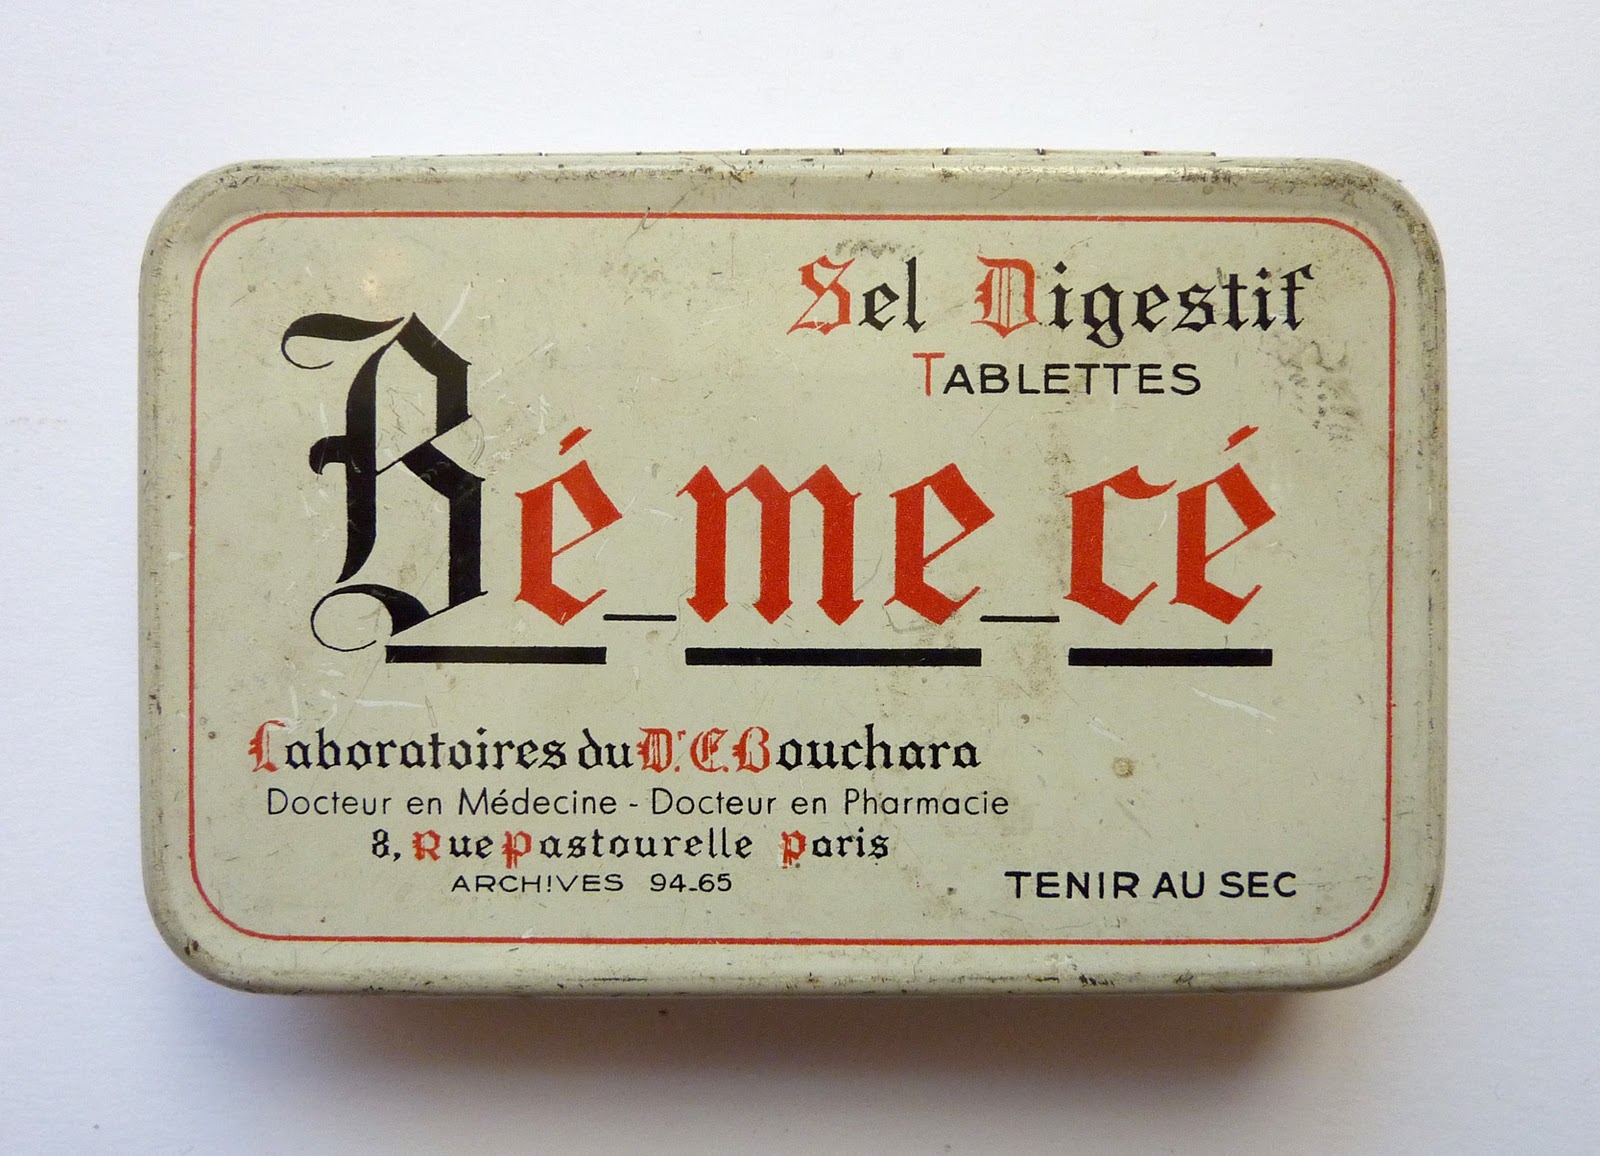 Sel Digestif
TABLETTES
Bé_me_cé
Laboratoires du Dr. E. Bouchara
Docteur en Médecine - Docteur en Pharmacie
8, Rue Pastourelle Paris
ARCHIVES 94-65
TENIR AU SEC